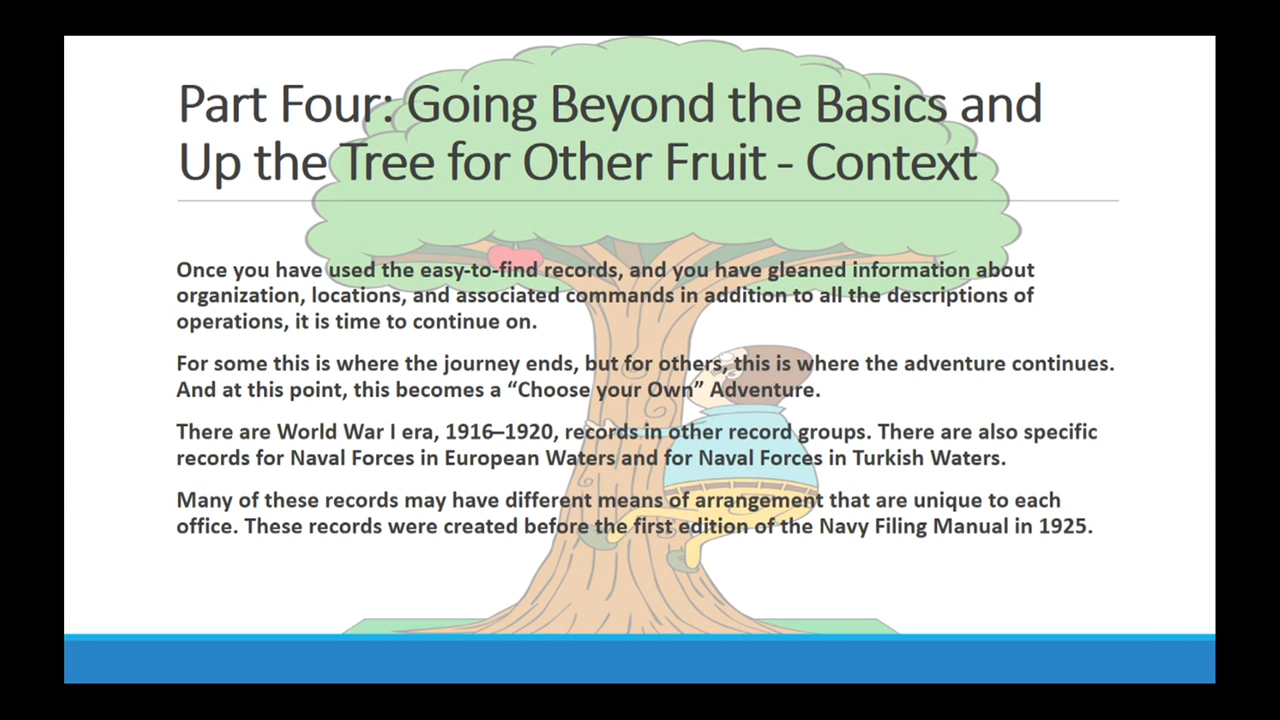 Part Four: Going Beyond the Basics and
Up the Tree for Other Fruit - Context
Once you have used the easy-to-find records, and you have gleaned information about
organization, locations, and associated commands in addition to all the descriptions of
operations, it is time to continue on.
For some this is where the journey ends, but for others, this is where the adventure continues.
And at this point, this becomes a “Choose your Own” Adventure.
There are World War I era, 1916–1920, records in other record groups. There are also specific
records for Naval Forces in European Waters and for Naval Forces in Turkish Waters.
Many of these records may have different means of arrangement that are unique to each
office. These records were created before the first edition of the Navy Filing Manual in 1925.